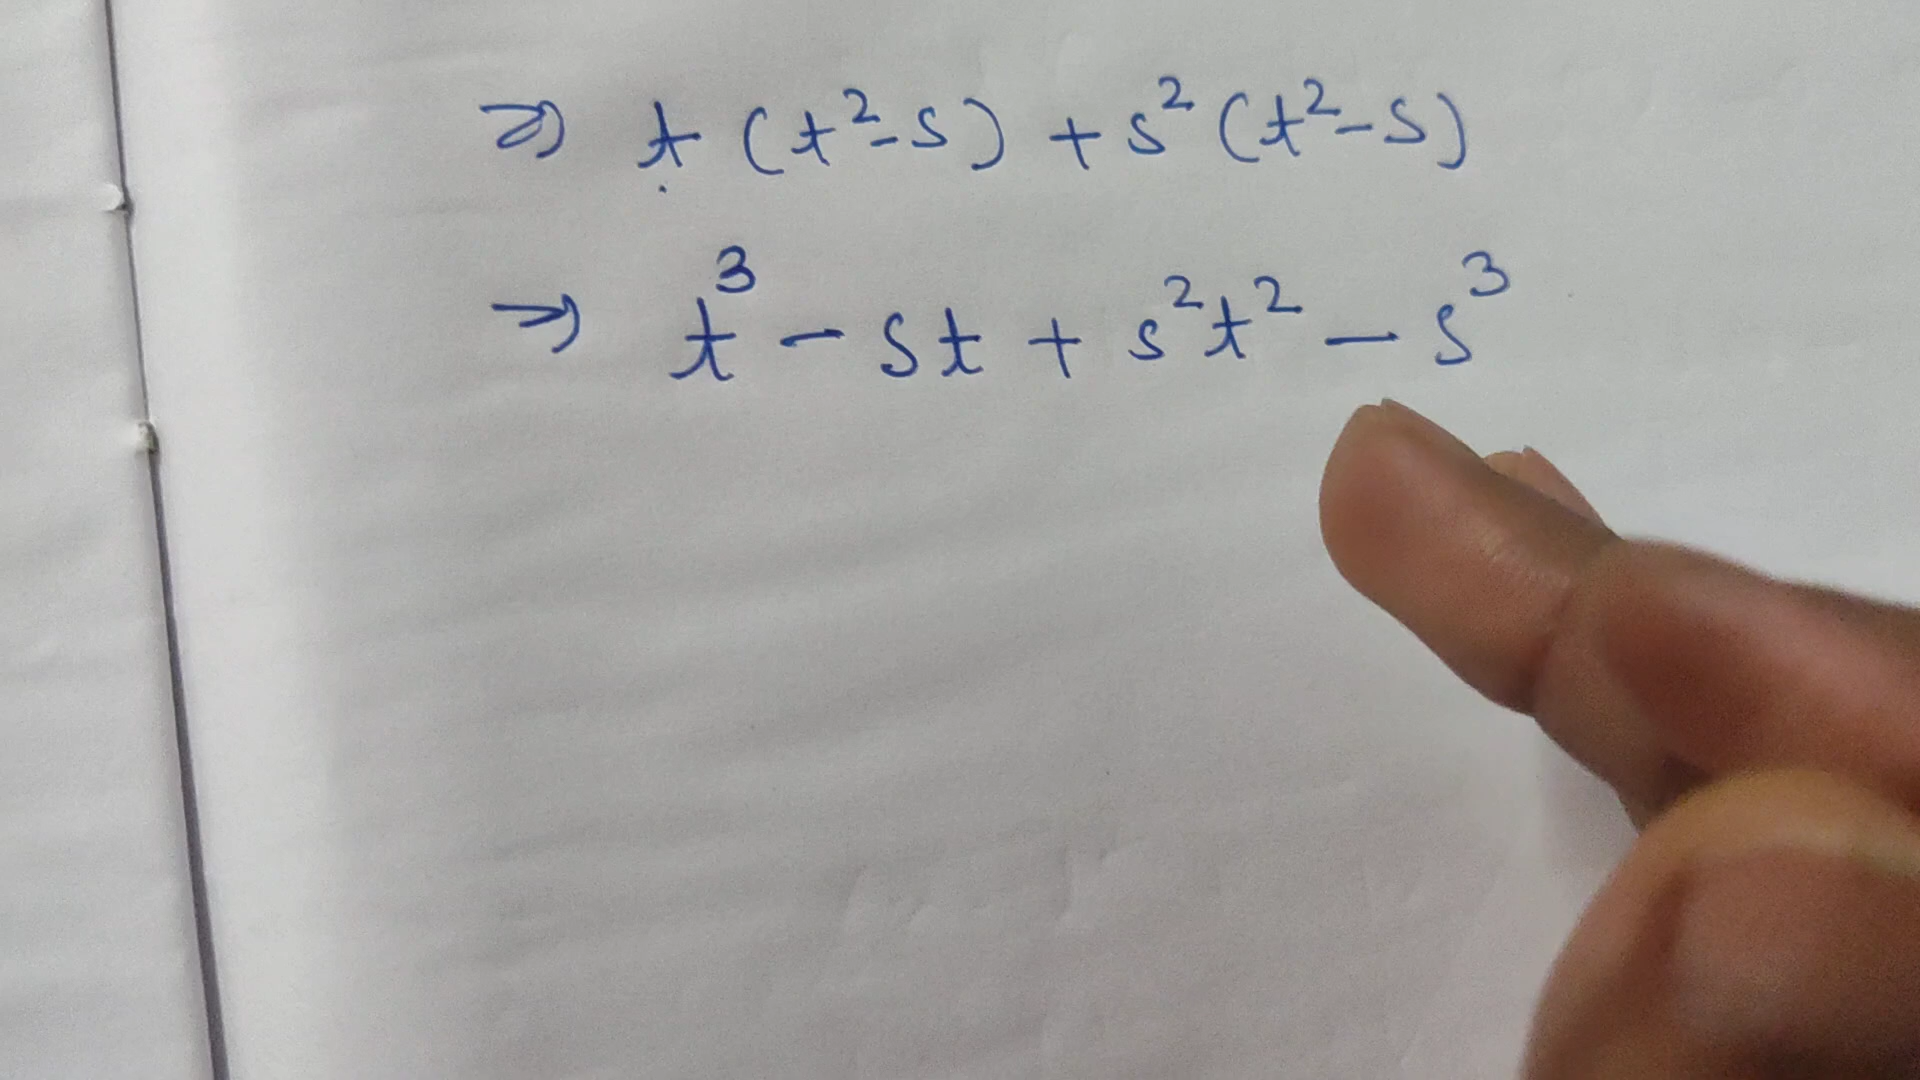 ⇒ t (t²-s) + s² (t²-s)
⇒ t³ - st + s²t² - s³